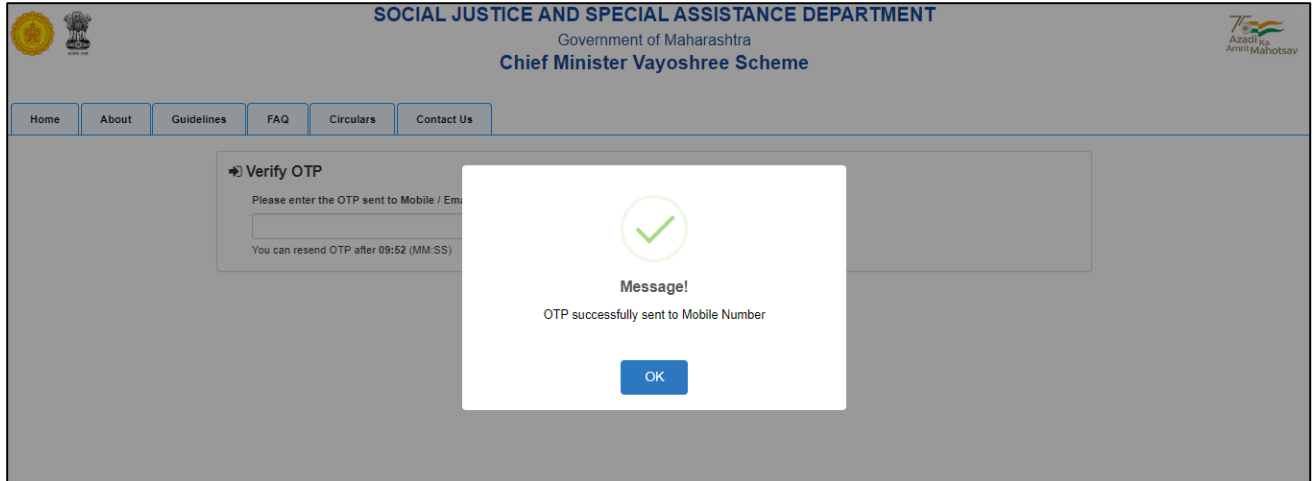 SOCIAL JUSTICE AND SPECIAL ASSISTANCE DEPARTMENT
Government of Maharashtra
Chief Minister Vayoshree Scheme
Azadi Ka
Amrit Mahotsav
Home About Guidelines FAQ Circulars Contact Us
Verify OTP
Please enter the OTP sent to Mobile / Ema
You can resend OTP after 09:52 (MM:SS)
Message!
OTP successfully sent to Mobile Number
OK